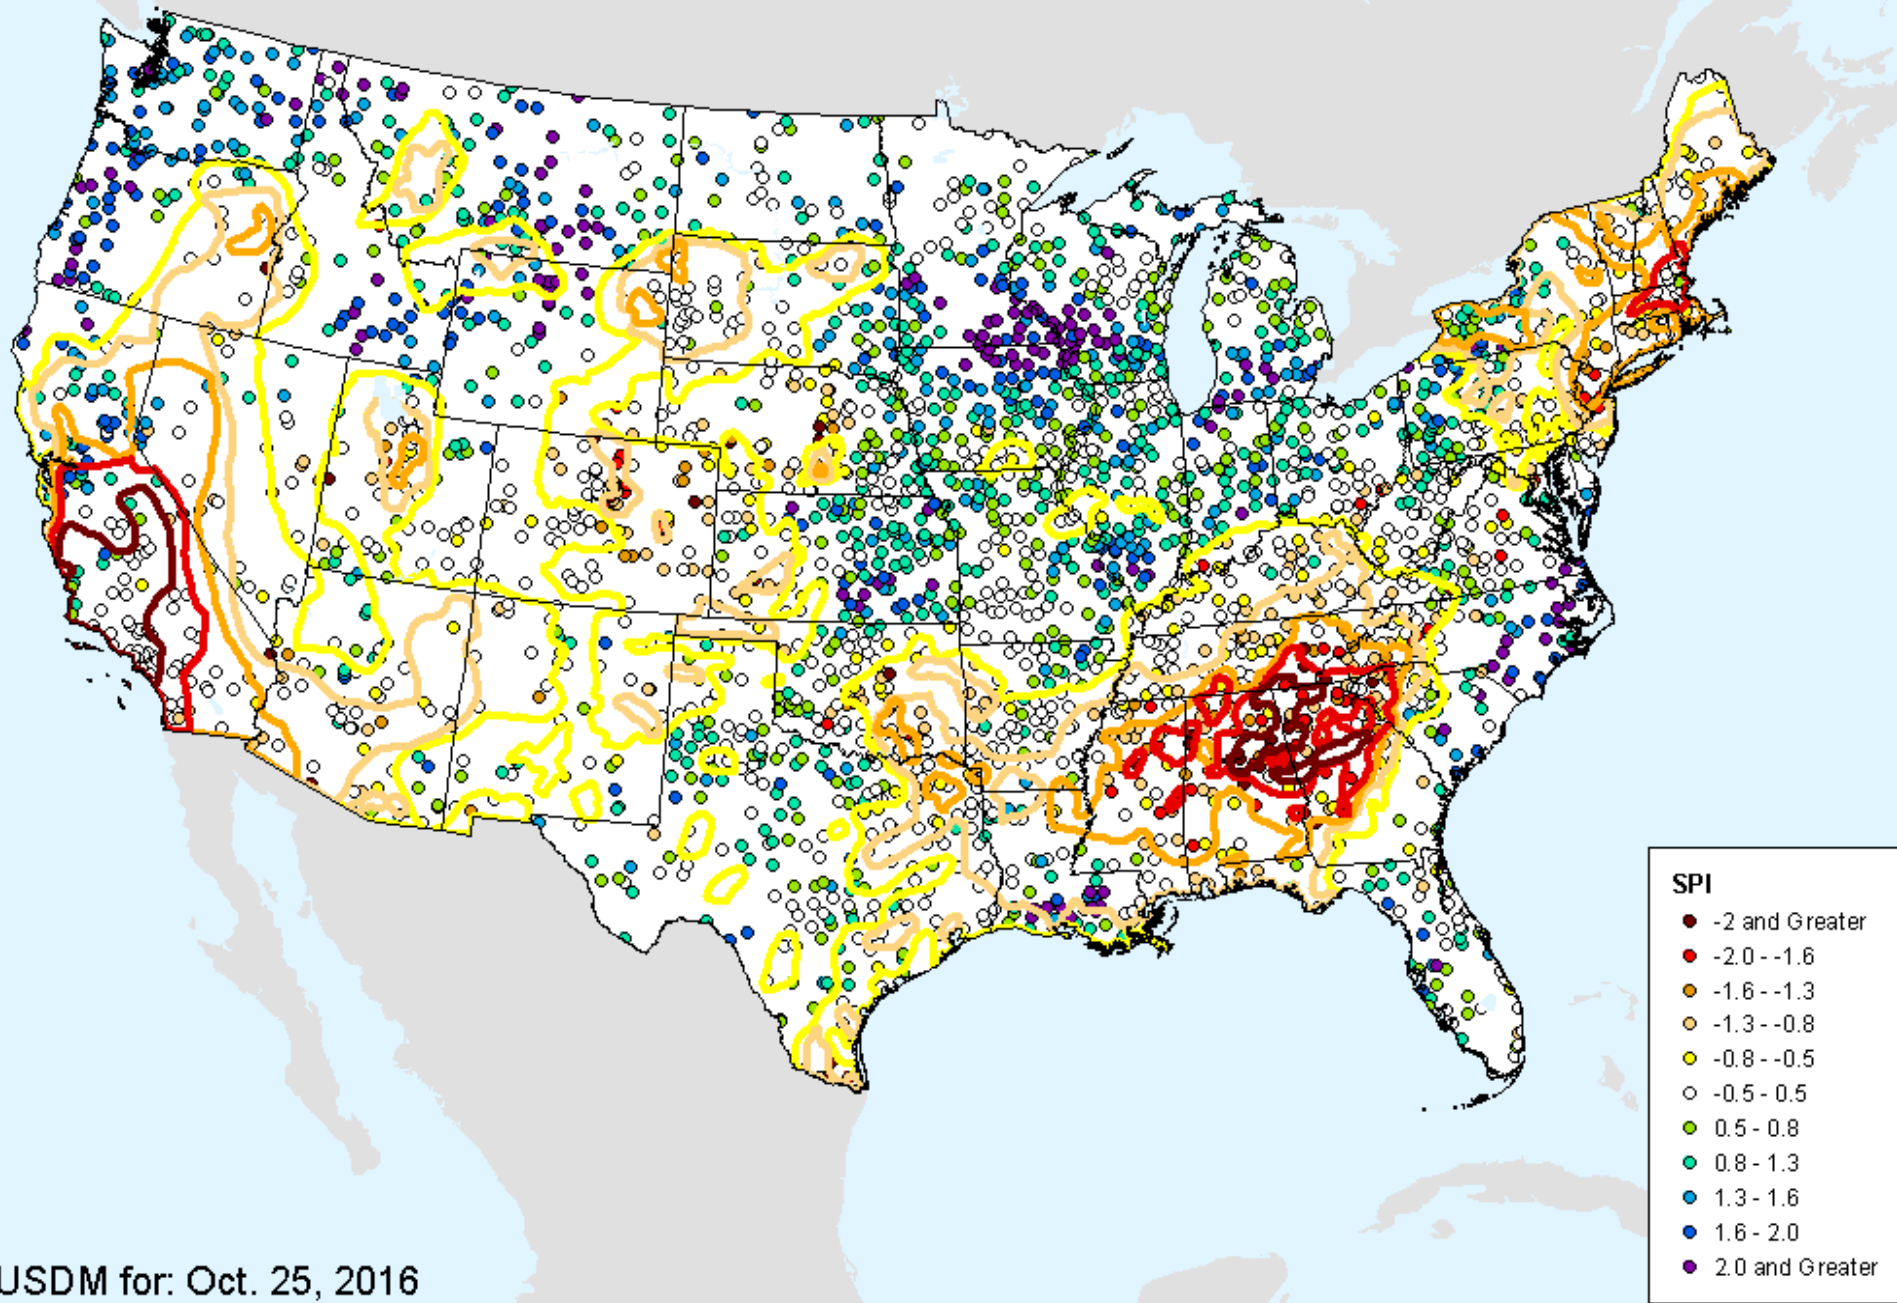 SPI
-2 and Greater
-2.0 - -1.6
-1.6 - -1.3
-1.3 - -0.8
-0.8 - -0.5
-0.5 - 0.5
0.5 - 0.8
0.8 - 1.3
1.3 - 1.6
1.6 - 2.0
2.0 and Greater
USDM for: Oct. 25, 2016